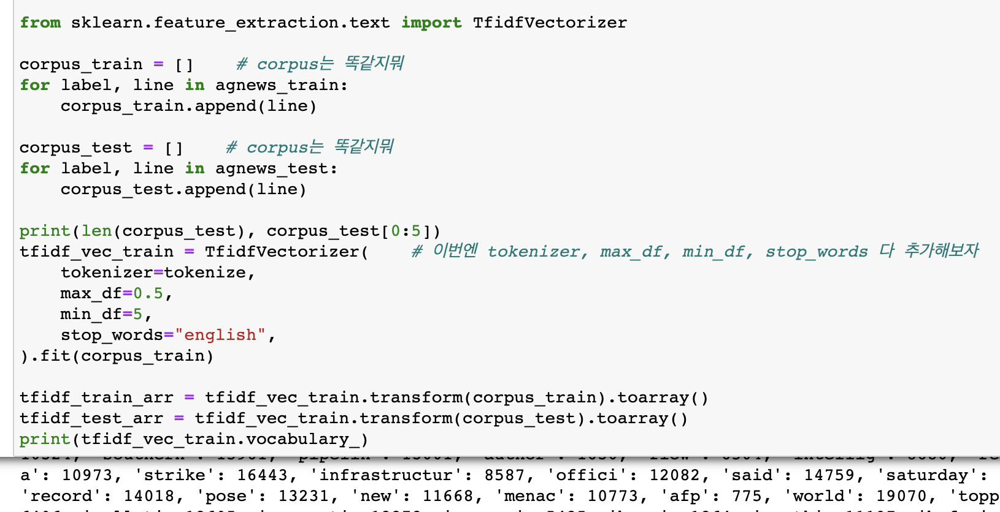 from sklearn.feature_extraction.text import TfidfVectorizer
corpus_train = []    # corpus는 똑같지뭐
for label, line in agnews_train:
    corpus_train.append(line)
corpus_test = []    # corpus는 똑같지뭐
for label, line in agnews_test:
    corpus_test.append(line)
print(len(corpus_test), corpus_test[0:5])
tfidf_vec_train = TfidfVectorizer(    # 이번엔 tokenizer, max_df, min_df, stop_words 다 추가해보자
    tokenizer=tokenize,
    max_df=0.5,
    min_df=5,
    stop_words="english",
).fit(corpus_train)
tfidf_train_arr = tfidf_vec_train.transform(corpus_train).toarray()
tfidf_test_arr = tfidf_vec_train.transform(corpus_test).toarray()
print(tfidf_vec_train.vocabulary_)
a': 10973, 'strike': 16443, 'infrastructur': 8587, 'offici': 12082, 'said': 14759, 'saturday':
'record': 14018, 'pose': 13231, 'new': 11668, 'menac': 10773, 'afp': 775, 'world': 19070, 'topp